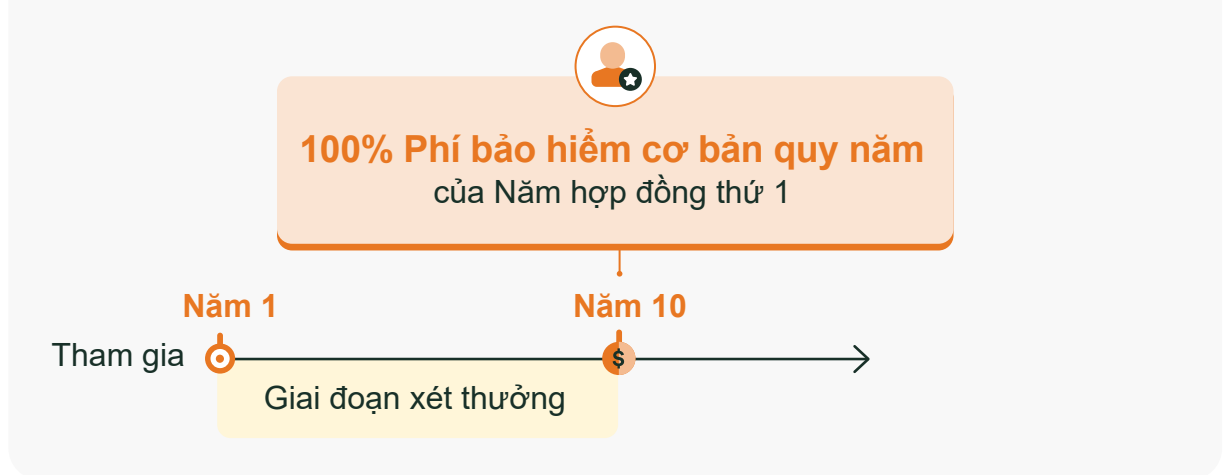 100% Phí bảo hiểm cơ bản quy năm
của Năm hợp đồng thứ 1
Năm 1
Năm 10
Tham gia
$
Giai đoạn xét thưởng